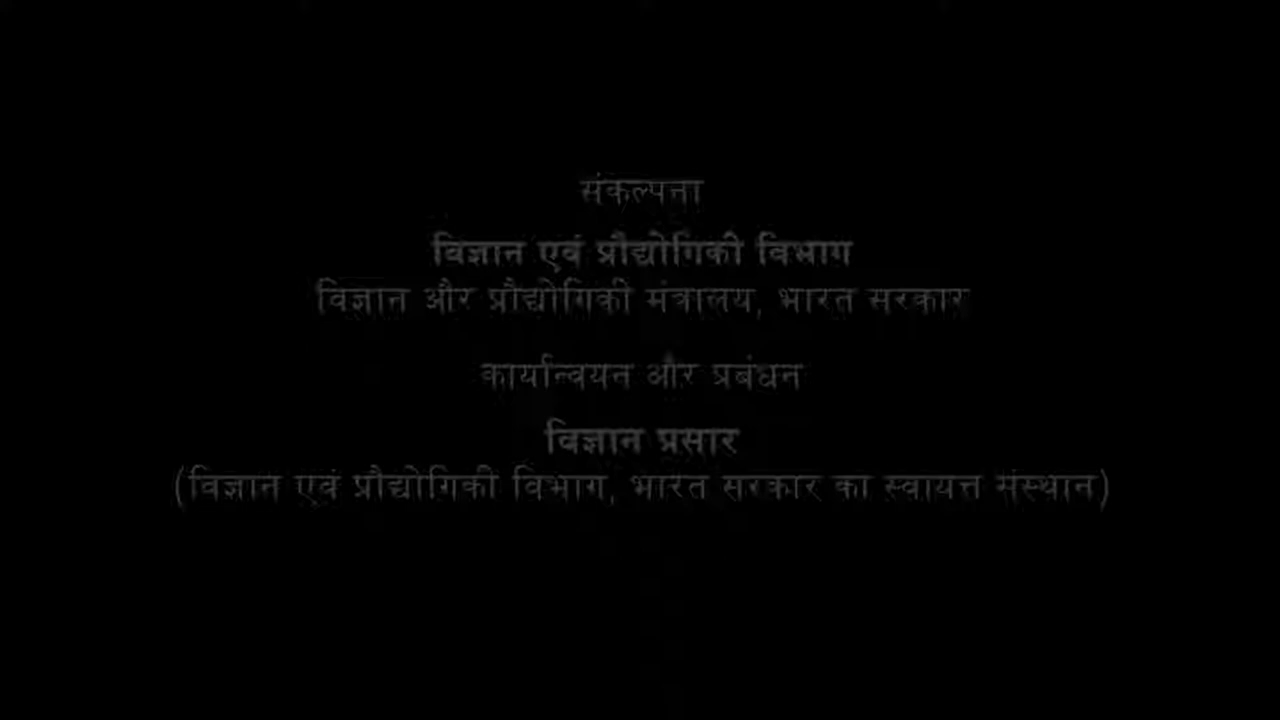 संकल्पना
विज्ञान एवं प्रौद्योगिकी विभाग
विज्ञान और प्रौद्योगिकी मंत्रालय, भारत सरकार
कार्यान्वयन और प्रबंधन
विज्ञान प्रसार
(विज्ञान एवं प्रौद्योगिकी विभाग, भारत सरकार का स्वायत्त संस्थान)